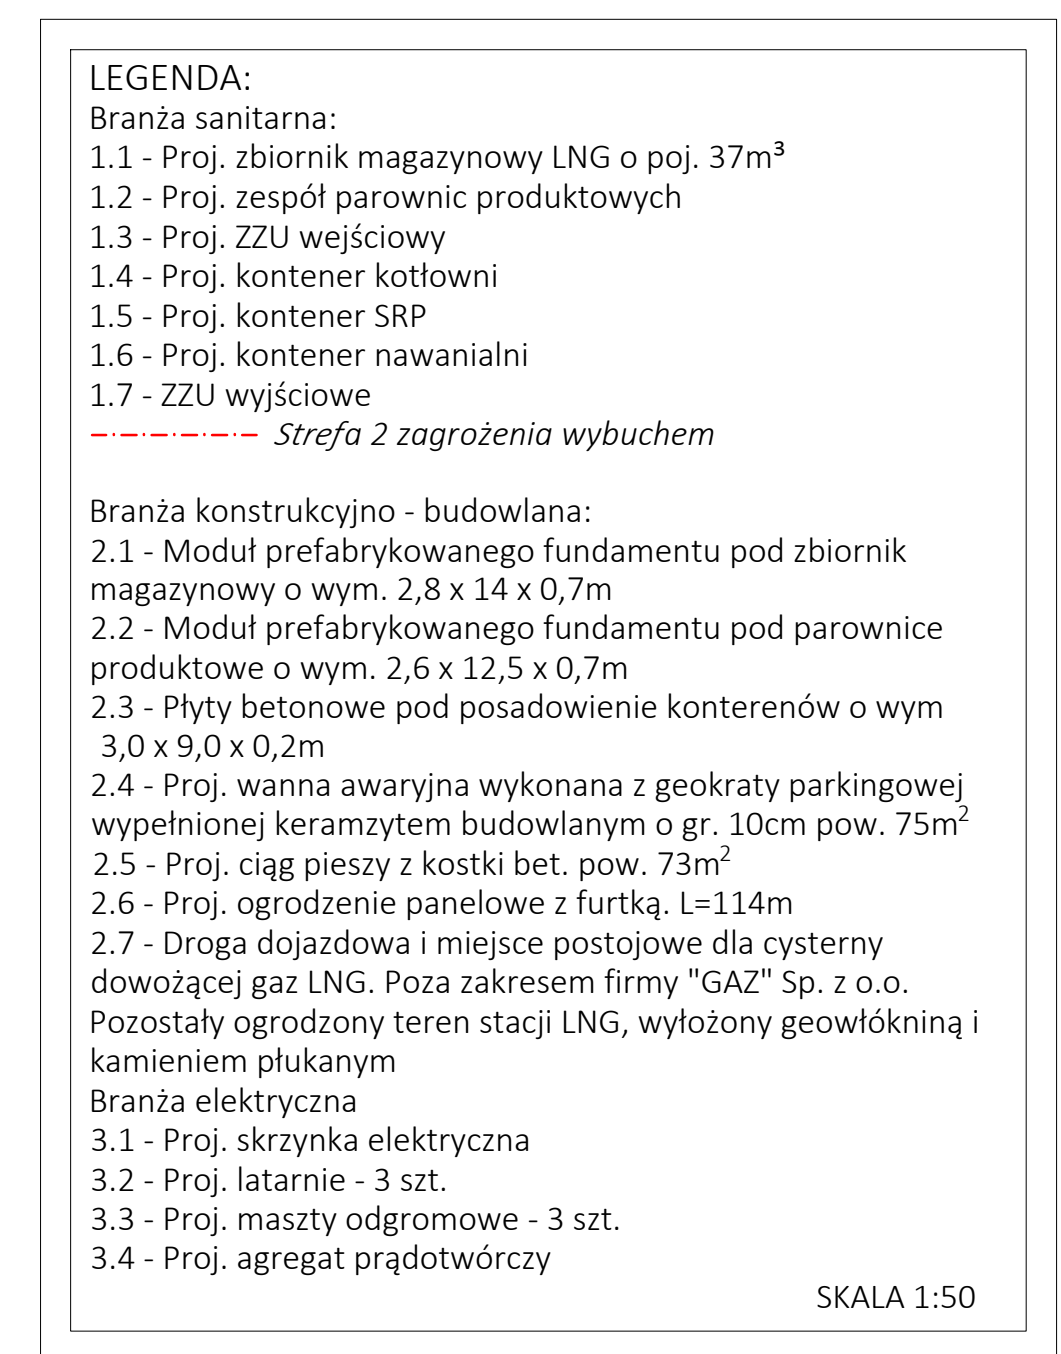 LEGENDA:
Branża sanitarna:
1.1 - Proj. zbiornik magazynowy LNG o poj. 37m³
1.2 - Proj. zespół parownic produktowych
1.3 - Proj. ZZU wejściowy
1.4 - Proj. kontener kotłowni
1.5 - Proj. kontener SRP
1.6 - Proj. kontener nawanialni
1.7 - ZZU wyjściowe
Strefa 2 zagrożenia wybuchem
Branża konstrukcyjno - budowlana:
2.1 - Moduł prefabrykowanego fundamentu pod zbiornik
magazynowy o wym. 2,8 x 14 x 0,7m
2.2 - Moduł prefabrykowanego fundamentu pod parownice
produktowe o wym. 2,6 x 12,5 x 0,7m
2.3 - Płyty betonowe pod posadowienie konterenów o wym
3,0 x 9,0 x 0,2m
2.4 - Proj. wanna awaryjna wykonana z geokraty parkingowej
wypełnionej keramzytem budowlanym o gr. 10cm pow. 75m²
2.5 - Proj. ciąg pieszy z kostki bet. pow. 73m²
2.6 - Proj. ogrodzenie panelowe z furtką. L=114m
2.7 - Droga dojazdowa i miejsce postojowe dla cysterny
dowożącej gaz LNG. Poza zakresem firmy "GAZ" Sp. z o.o.
Pozostały ogrodzony teren stacji LNG, wyłożony geowłókniną i
kamieniem płukanym
Branża elektryczna
3.1 - Proj. skrzynka elektryczna
3.2 - Proj. latarnie - 3 szt.
3.3 - Proj. maszty odgromowe - 3 szt.
3.4 - Proj. agregat prądotwórczy
SKALA 1:50